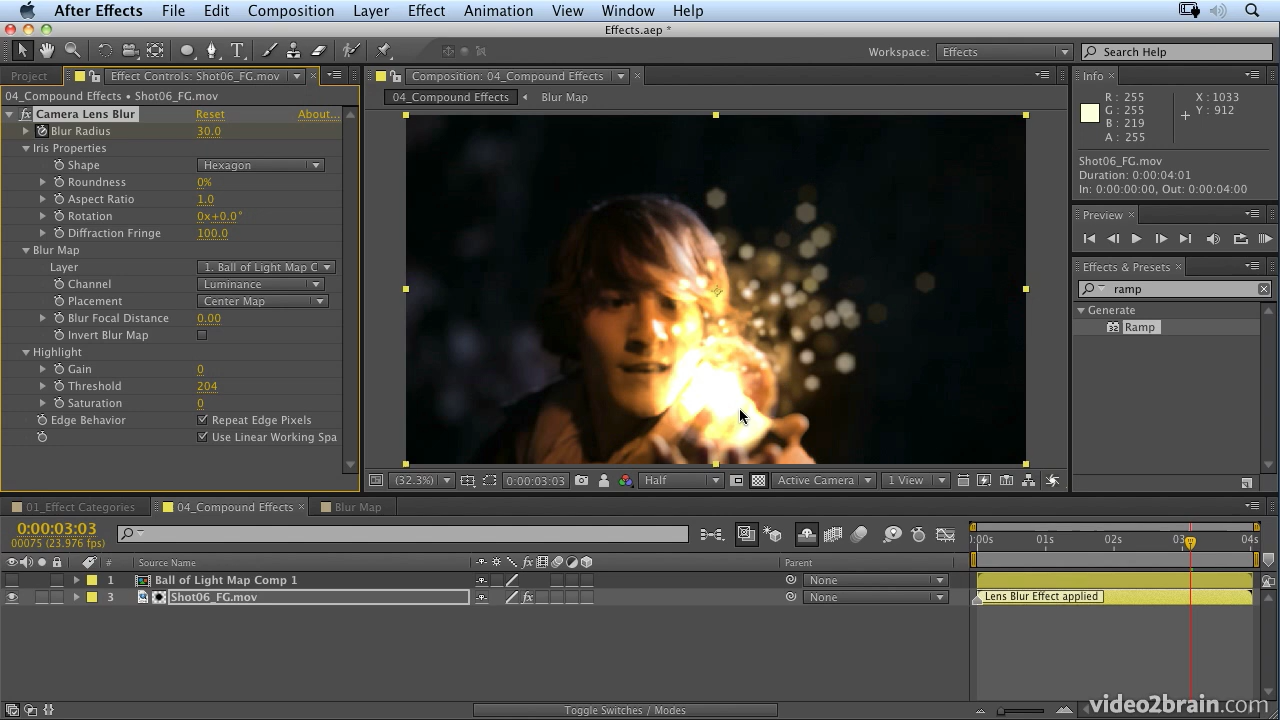 After Effects File Edit Composition Layer Effect Animation View Window Help
Effects.aep *
Workspace: Effects Search Help
Project Effect Controls: Shot06_FG.mov
04_Compound Effects • Shot06_FG.mov
fx Camera Lens Blur Reset About...
Blur Radius 30.0
Iris Properties
Shape Hexagon
Roundness 0%
Aspect Ratio 1.0
Rotation 0x+0.0°
Diffraction Fringe 100.0
Blur Map
Layer 1. Ball of Light Map C
Channel Luminance
Placement Center Map
Blur Focal Distance 0.00
Invert Blur Map
Highlight
Gain 0
Threshold 204
Saturation 0
Edge Behavior Repeat Edge Pixels
Use Linear Working Spa
Composition: 04_Compound Effects
04_Compound Effects Blur Map
(32.3%) 0:00:03:03 Half Active Camera 1 View
Info
R : 255 X : 1033
G : 255 Y : 912
B : 219
A : 255
Shot06_FG.mov
Duration: 0:00:04:01
In: 0:00:00:00, Out: 0:00:04:00
Preview
Effects & Presets
ramp
Generate
Ramp
01_Effect Categories 04_Compound Effects Blur Map
0:00:03:03
00075 (23.976 fps)
):00s 01s 02s 03s 04s
# Source Name fx Parent
1 Ball of Light Map Comp 1 None
3 Shot06_FG.mov fx None Lens Blur Effect applied
Toggle Switches / Modes
video2brain.com